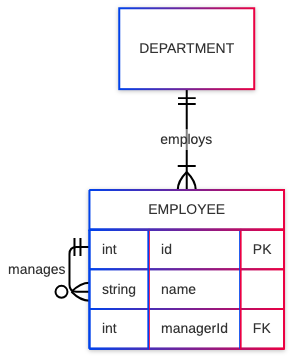 DEPARTMENT
employs
EMPLOYEE
int id PK
manages
string name
int managerId FK